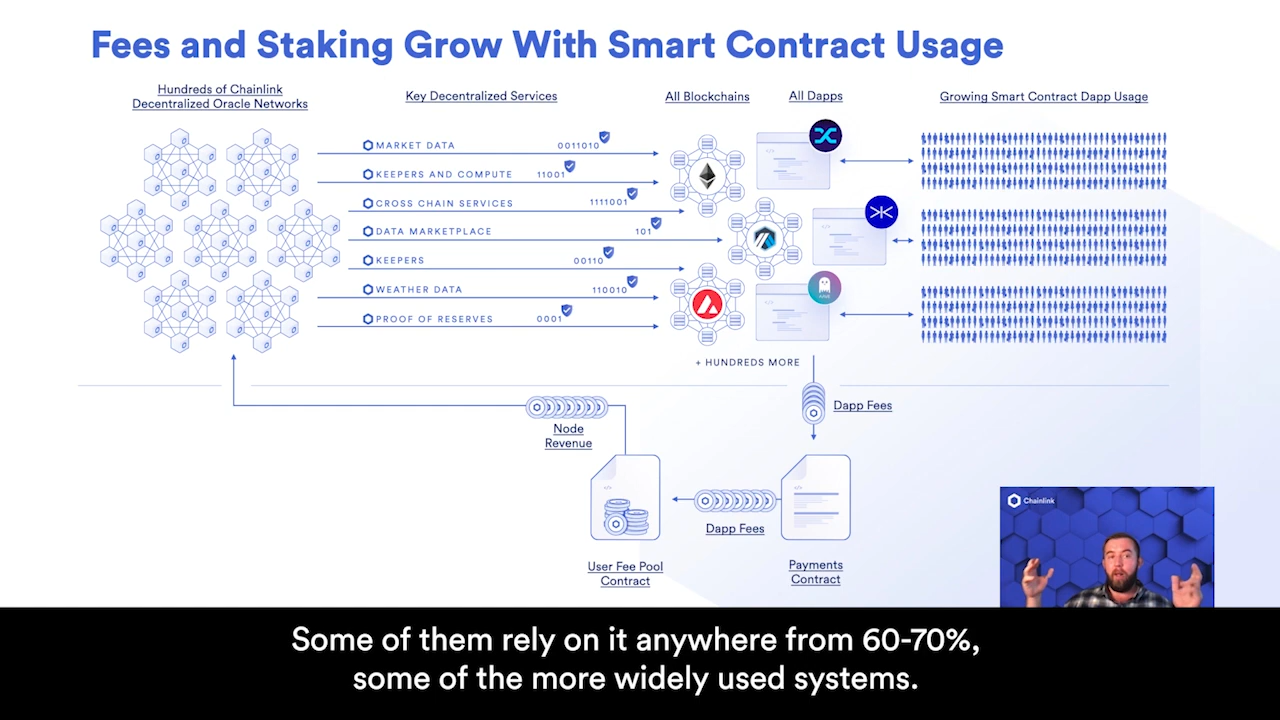 Fees and Staking Grow With Smart Contract Usage
Hundreds of Chainlink
Decentralized Oracle Networks
Key Decentralized Services
All Blockchains
All Dapps
Growing Smart Contract Dapp Usage
MARKET DATA 0011010
KEEPERS AND COMPUTE 11001
CROSS CHAIN SERVICES 1111001
DATA MARKETPLACE 101
KEEPERS 00110
WEATHER DATA 110010
PROOF OF RESERVES 0001
+ HUNDREDS MORE
Dapp Fees
Node
Revenue
Dapp Fees
User Fee Pool
Contract
Payments
Contract
Chainlink
Some of them rely on it anywhere from 60-70%,
some of the more widely used systems.